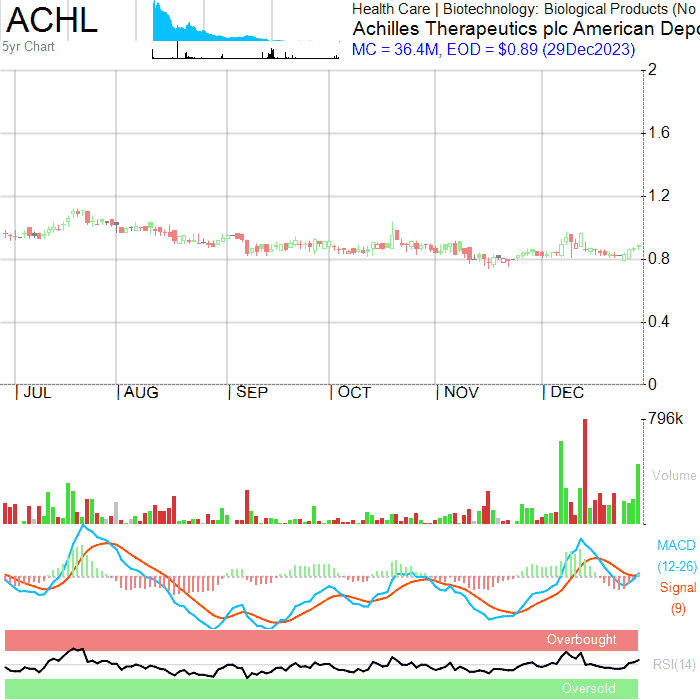 ACHL
5yr Chart
Health Care | Biotechnology: Biological Products (No
Achilles Therapeutics plc American Depo
MC = 36.4M, EOD = $0.89 (29Dec2023)
2
1.6
1.2
0.8
0.4
0
| JUL | AUG | SEP | OCT | NOV | DEC
796k
Volume
MACD
(12-26)
Signal
(9)
Overbought
RSI(14)
Oversold